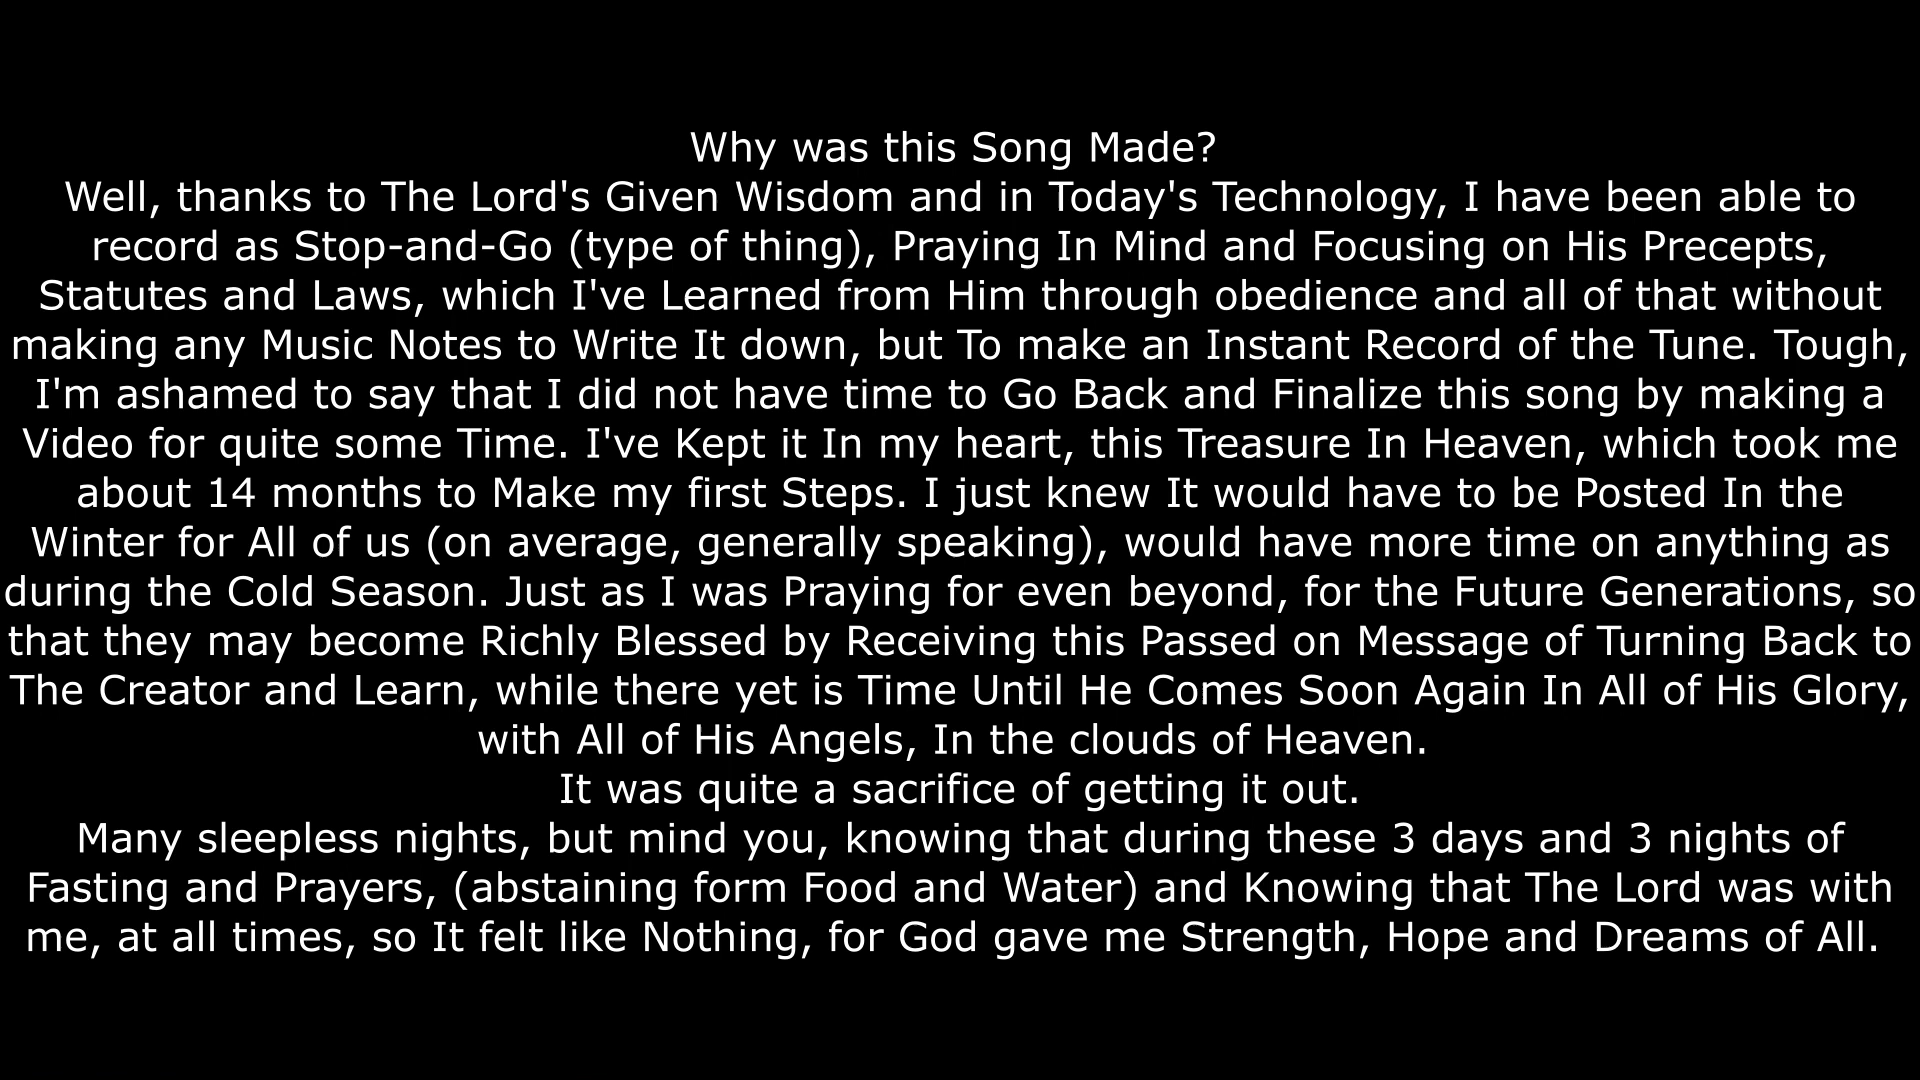 Why was this Song Made?
Well, thanks to The Lord's Given Wisdom and in Today's Technology, I have been able to
record as Stop-and-Go (type of thing), Praying In Mind and Focusing on His Precepts,
Statutes and Laws, which I've Learned from Him through obedience and all of that without
making any Music Notes to Write It down, but To make an Instant Record of the Tune. Tough,
I'm ashamed to say that I did not have time to Go Back and Finalize this song by making a
Video for quite some Time. I've Kept it In my heart, this Treasure In Heaven, which took me
about 14 months to Make my first Steps. I just knew It would have to be Posted In the
Winter for All of us (on average, generally speaking), would have more time on anything as
during the Cold Season. Just as I was Praying for even beyond, for the Future Generations, so
that they may become Richly Blessed by Receiving this Passed on Message of Turning Back to
The Creator and Learn, while there yet is Time Until He Comes Soon Again In All of His Glory,
with All of His Angels, In the clouds of Heaven.
It was quite a sacrifice of getting it out.
Many sleepless nights, but mind you, knowing that during these 3 days and 3 nights of
Fasting and Prayers, (abstaining form Food and Water) and Knowing that The Lord was with
me, at all times, so It felt like Nothing, for God gave me Strength, Hope and Dreams of All.